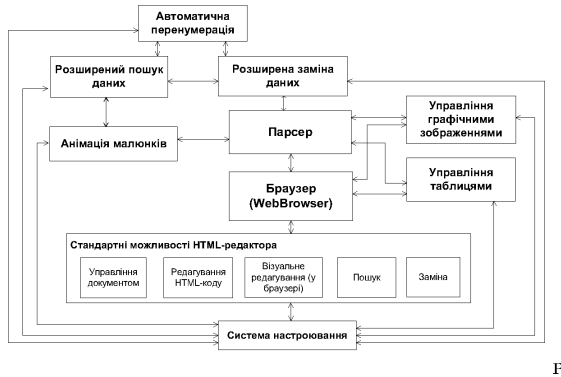 Автоматична
перенумерація
Розширений пошук
даних
Розширена заміна
даних
Управління
графічними
зображеннями
Парсер
Анімація малюнків
Управління
таблицями
Браузер
(WebBrowser)
Стандартні можливості HTML-редактора
Управління
документом
Редагування
HTML-коду
Візуальне
редагування (у
браузері)
Пошук
Заміна
Система настроювання